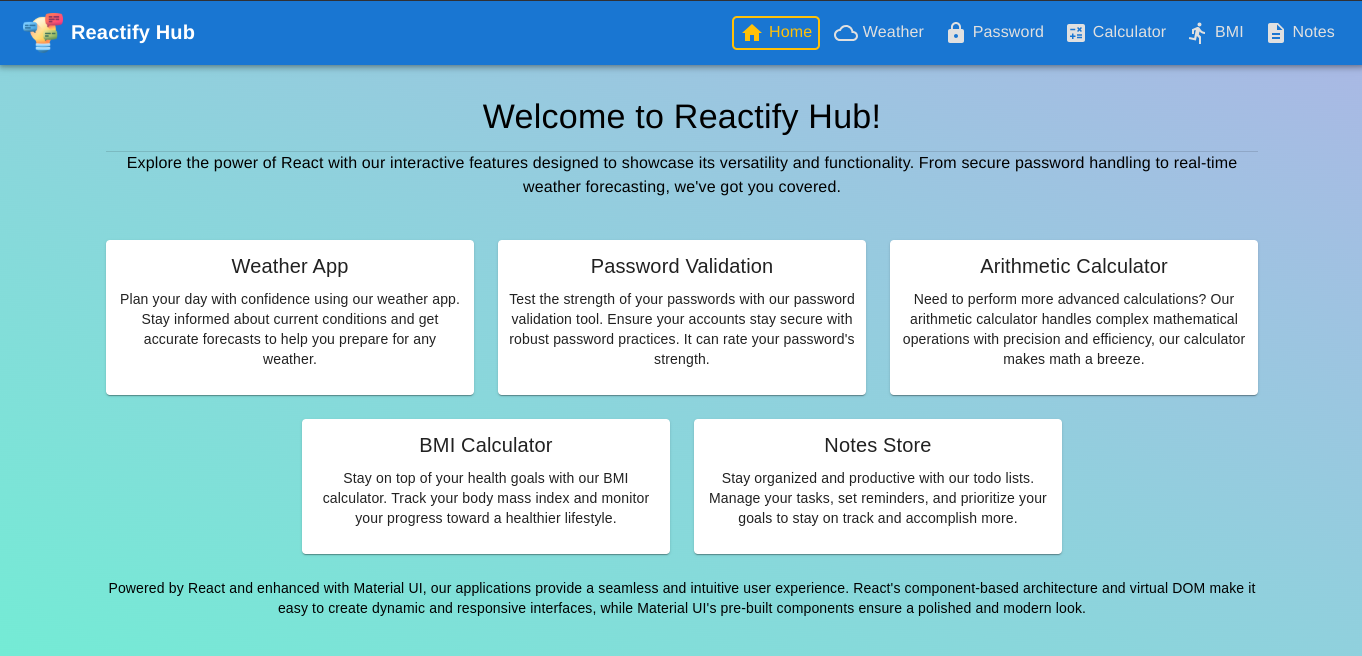 Reactify Hub
Home
Weather
Password
Calculator
BMI
Notes
Welcome to Reactify Hub!
Explore the power of React with our interactive features designed to showcase its versatility and functionality. From secure password handling to real-time
weather forecasting, we've got you covered.
Weather App
Plan your day with confidence using our weather app.
Stay informed about current conditions and get
accurate forecasts to help you prepare for any
weather.
Password Validation
Test the strength of your passwords with our password
validation tool. Ensure your accounts stay secure with
robust password practices. It can rate your password's
strength.
Arithmetic Calculator
Need to perform more advanced calculations? Our
arithmetic calculator handles complex mathematical
operations with precision and efficiency, our calculator
makes math a breeze.
BMI Calculator
Stay on top of your health goals with our BMI
calculator. Track your body mass index and monitor
your progress toward a healthier lifestyle.
Notes Store
Stay organized and productive with our todo lists.
Manage your tasks, set reminders, and prioritize your
goals to stay on track and accomplish more.
Powered by React and enhanced with Material UI, our applications provide a seamless and intuitive user experience. React's component-based architecture and virtual DOM make it
easy to create dynamic and responsive interfaces, while Material UI's pre-built components ensure a polished and modern look.